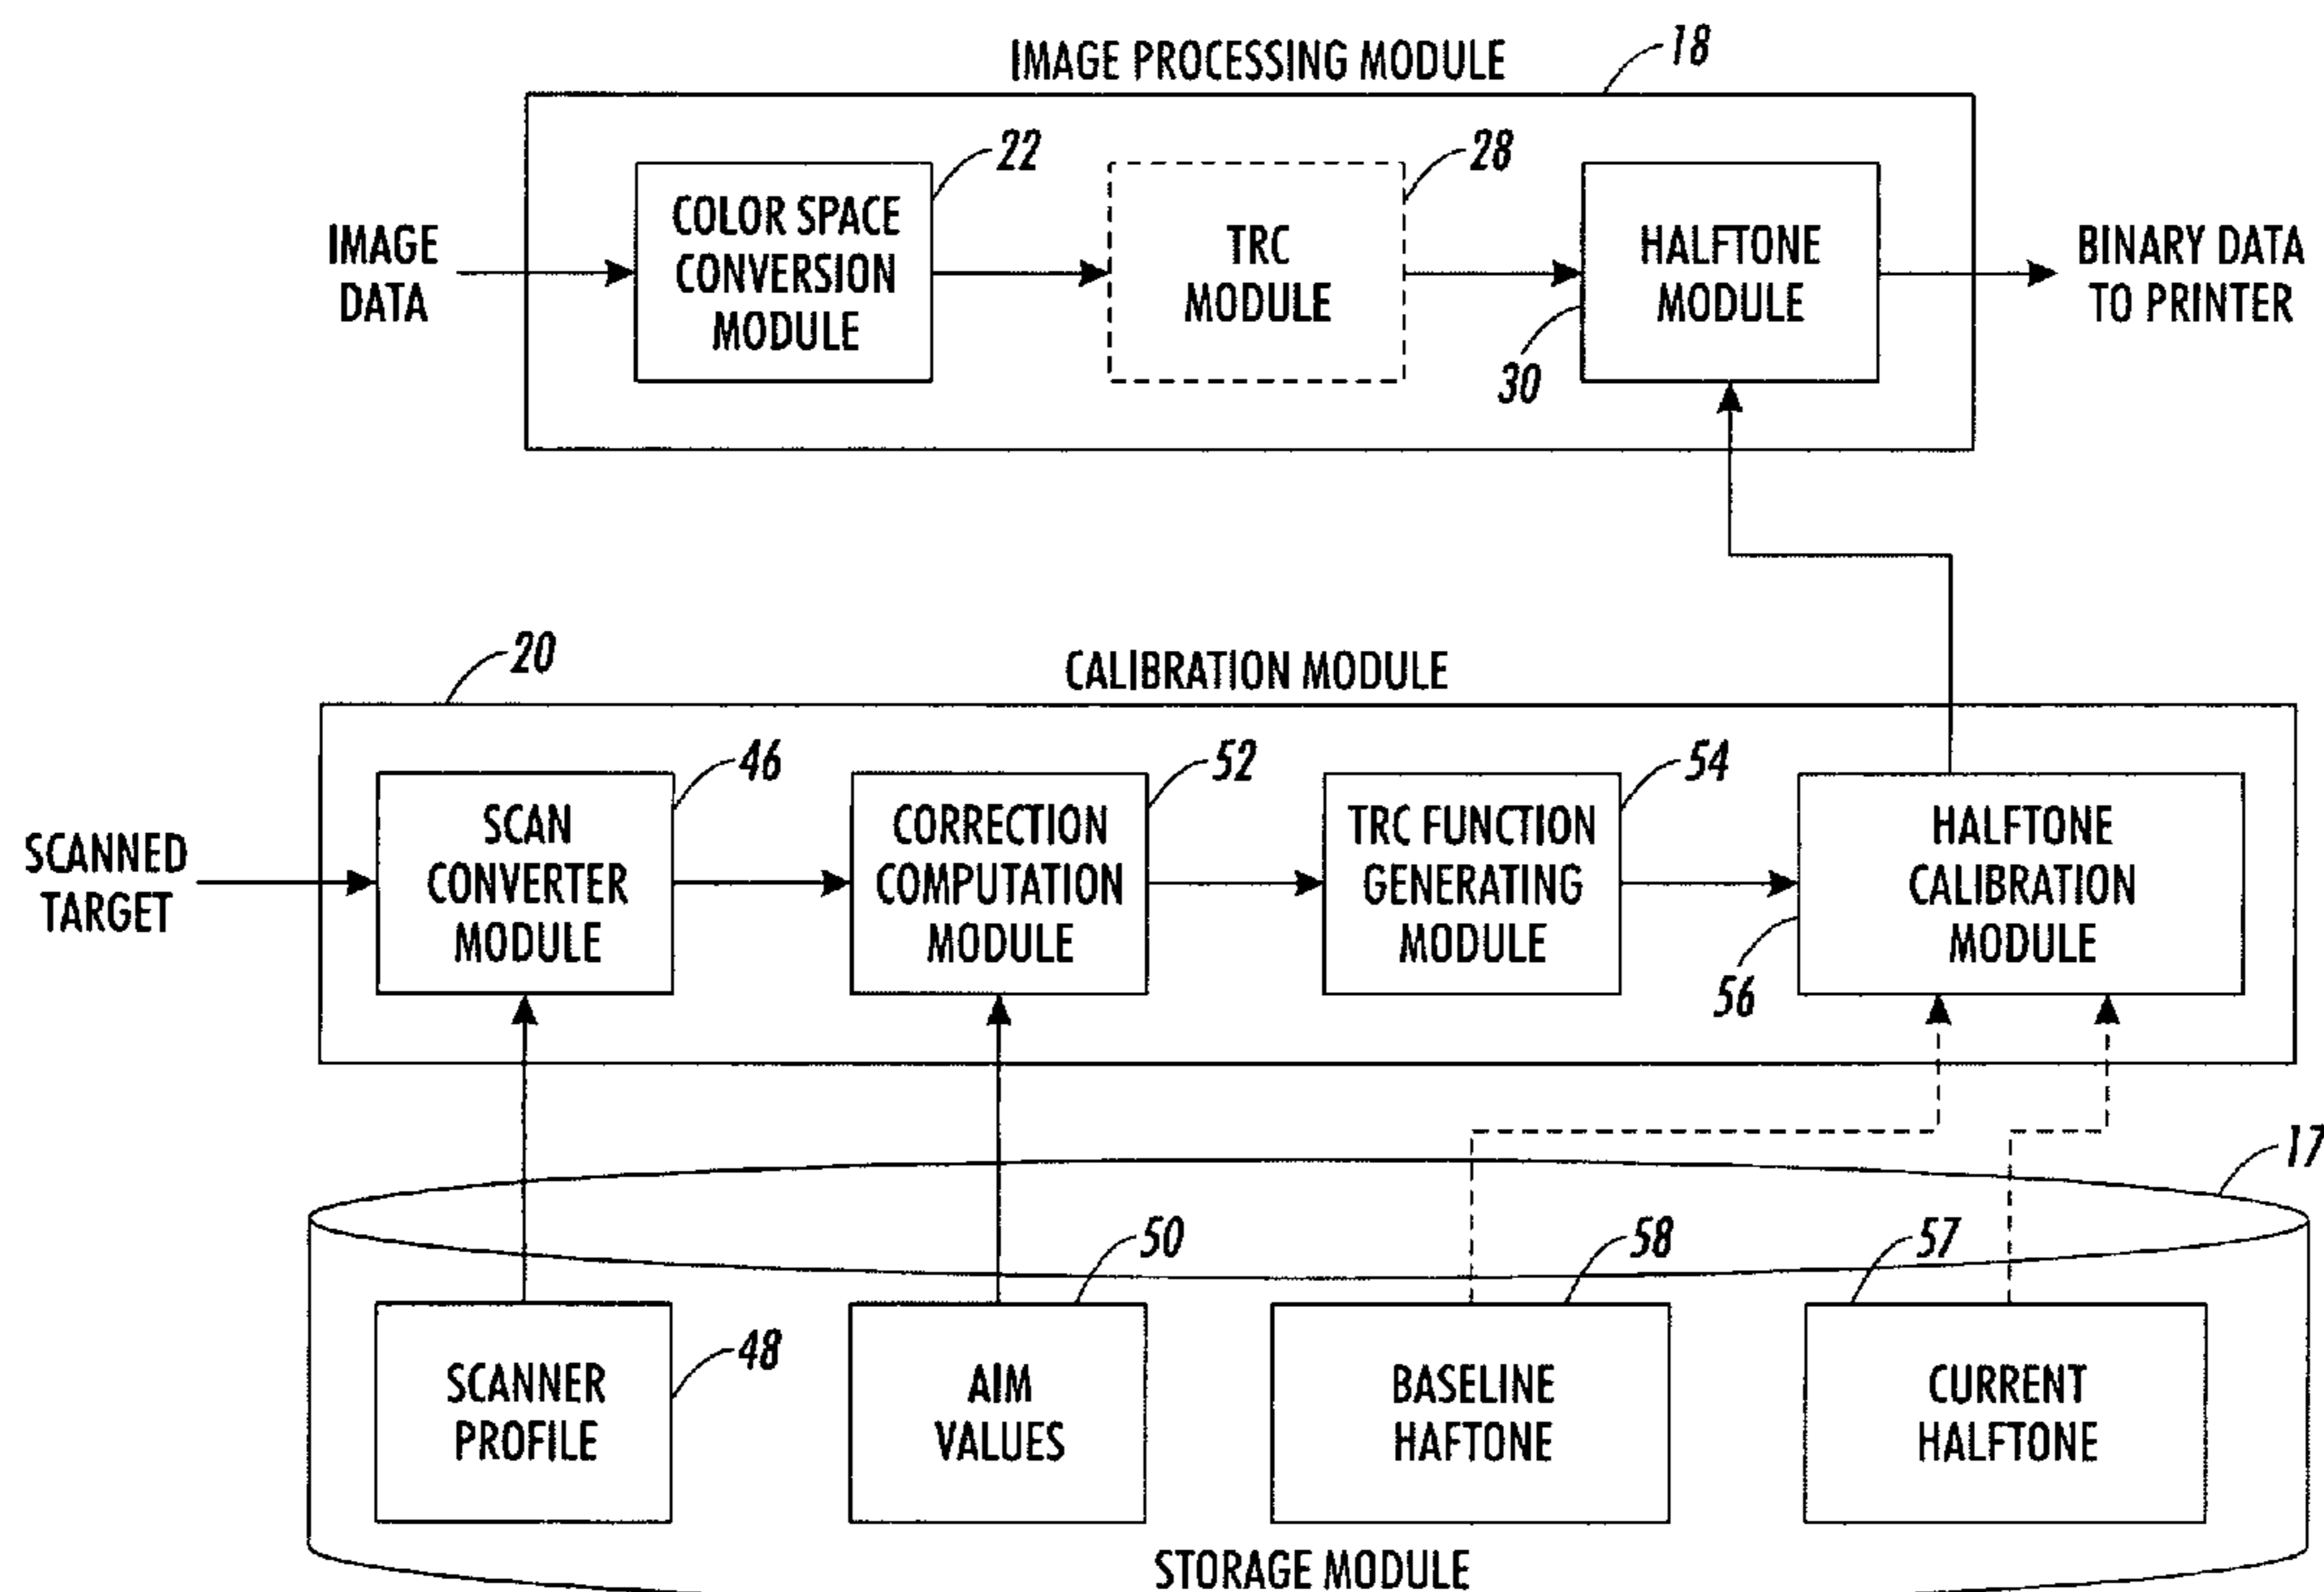 IMAGE PROCESSING MODULE
18
22
28
COLOR SPACE
CONVERSION
MODULE
TRC
MODULE
HALFTONE
MODULE
30
IMAGE
DATA
BINARY DATA
TO PRINTER
20
CALIBRATION MODULE
46
52
54
SCAN
CONVERTER
MODULE
CORRECTION
COMPUTATION
MODULE
TRC FUNCTION
GENERATING
MODULE
HALFTONE
CALIBRATION
MODULE
56
SCANNED
TARGET
17
50
58
57
SCANNER
PROFILE
48
AIM
VALUES
BASELINE
HAFTONE
CURRENT
HALFTONE
STORAGE MODULE